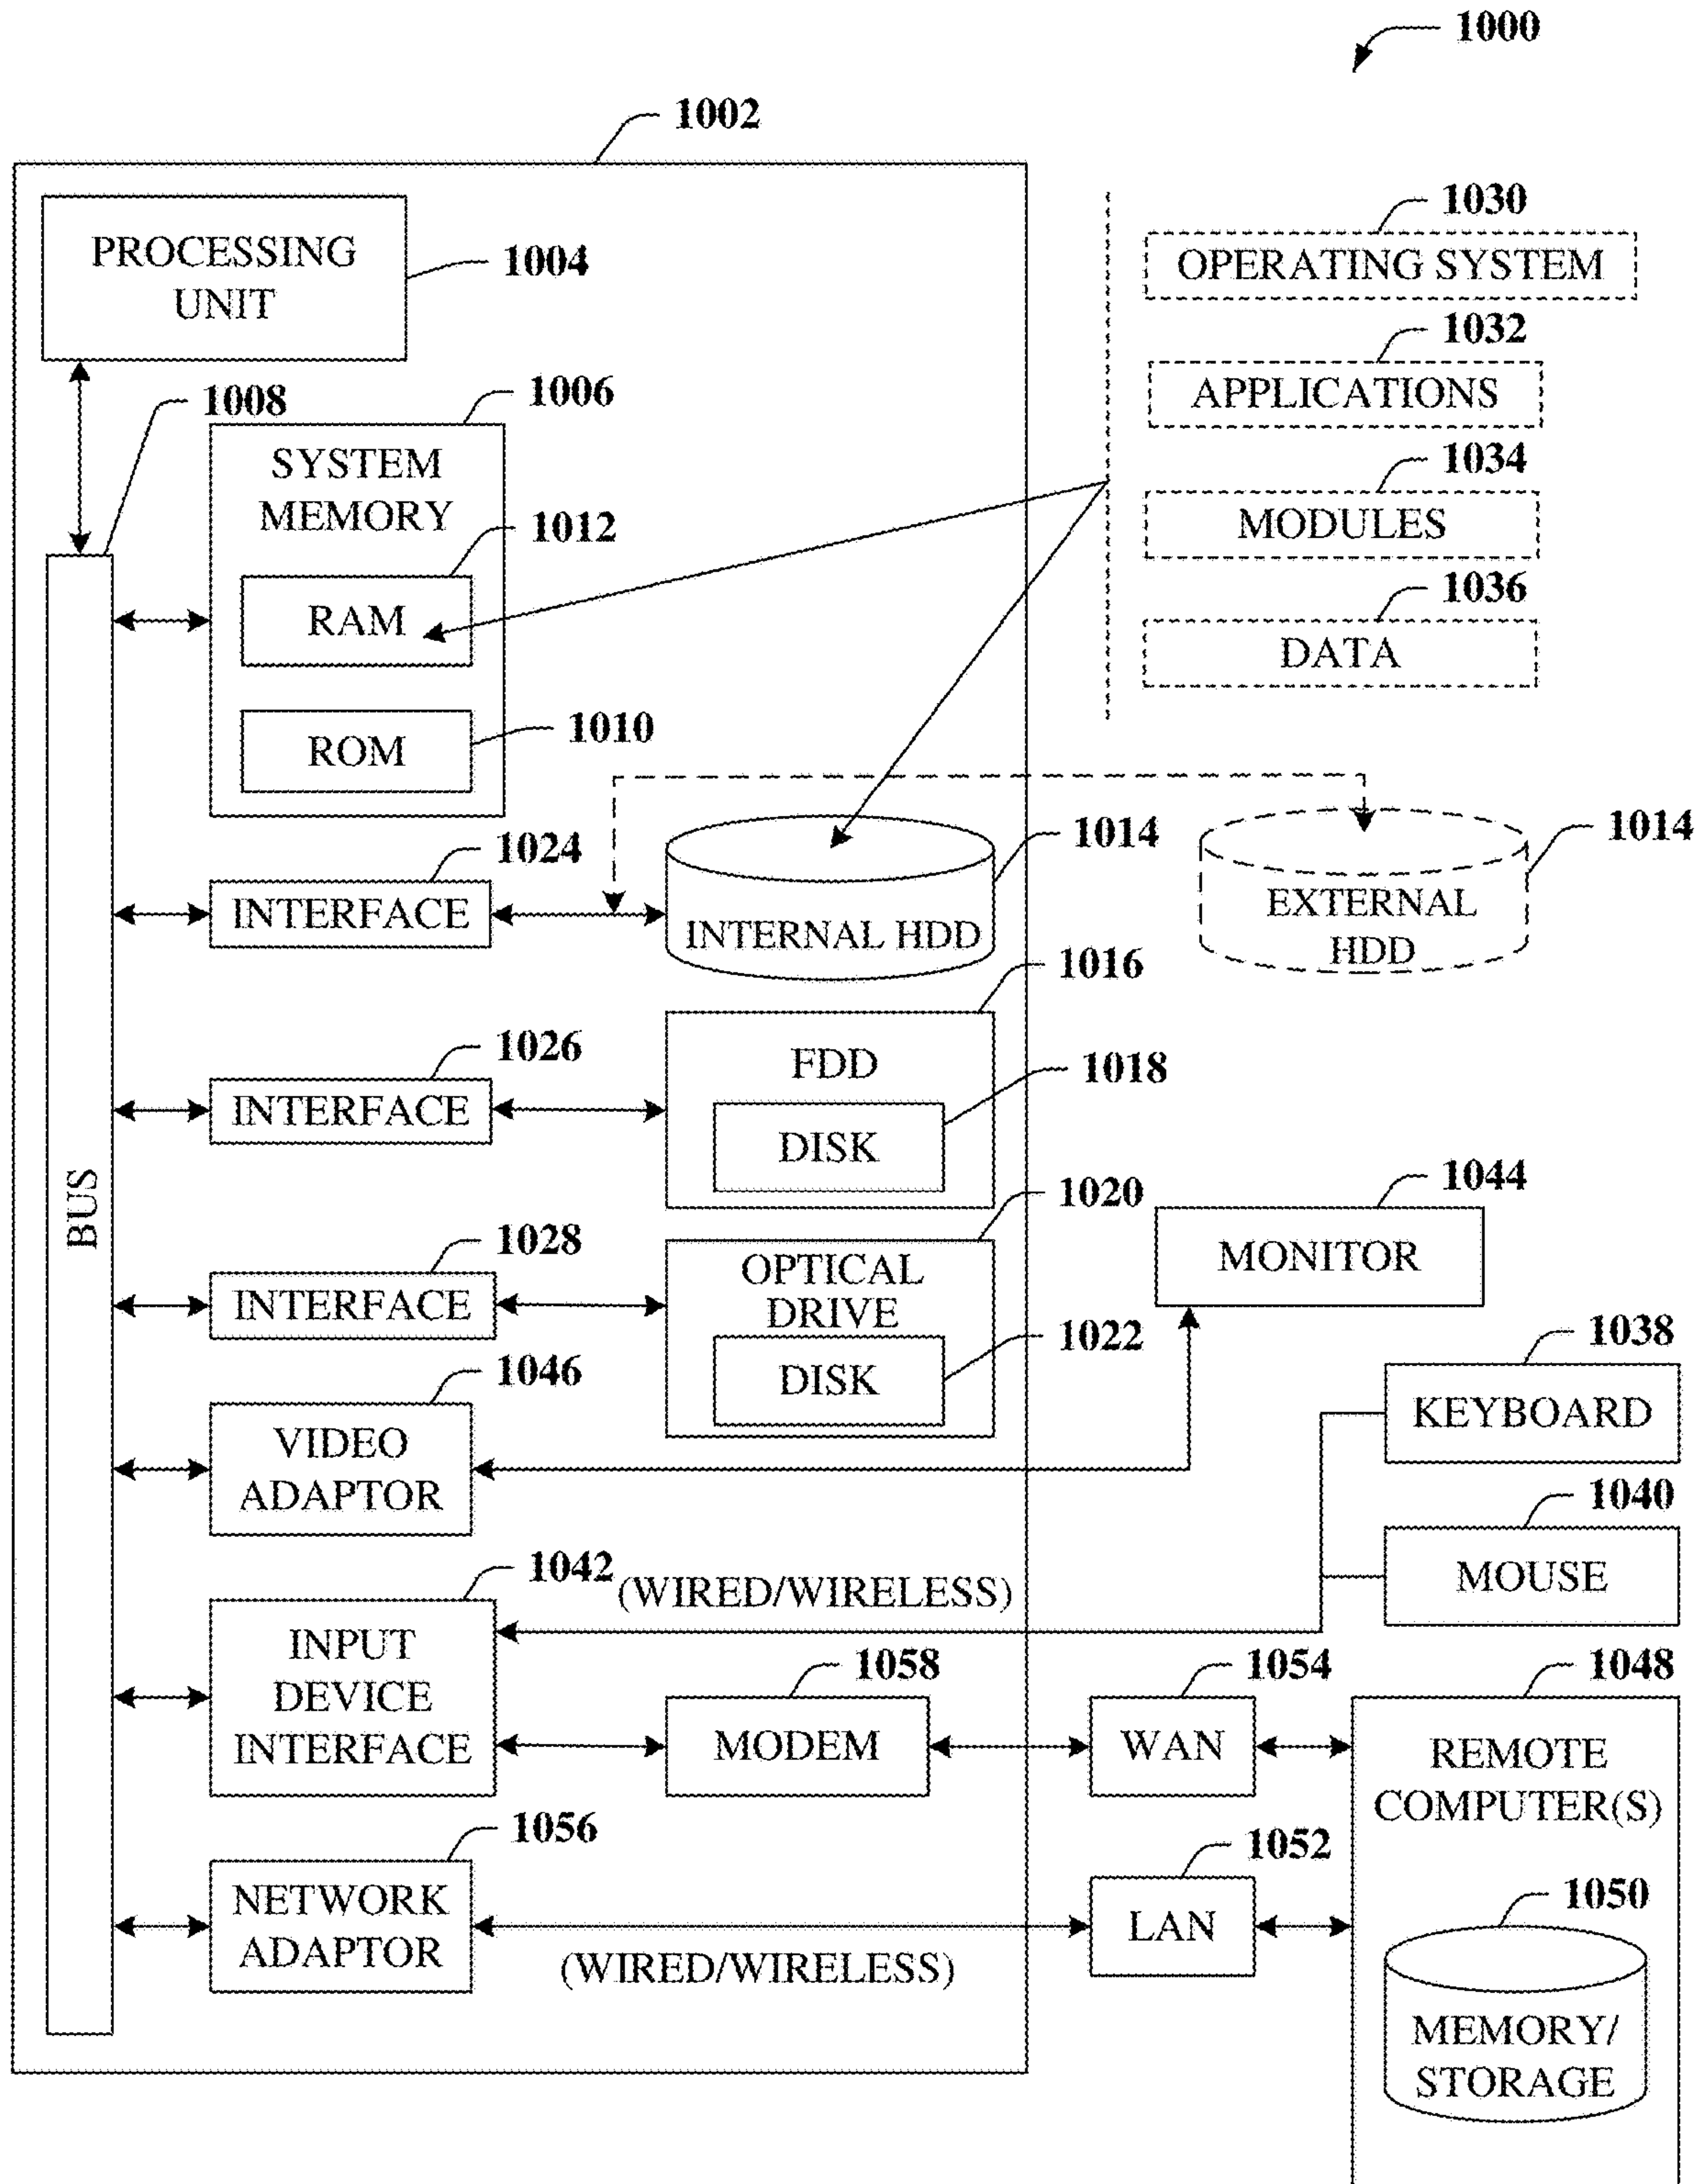 1000
1002
PROCESSING
UNIT
1004
1030
OPERATING SYSTEM
1032
APPLICATIONS
1034
MODULES
1036
DATA
1008
1006
SYSTEM
MEMORY
1012
RAM
1010
ROM
1024
INTERFACE
1014
INTERNAL HDD
1014
EXTERNAL
HDD
1026
INTERFACE
1016
FDD
1018
DISK
BUS
1028
INTERFACE
1020
OPTICAL
DRIVE
1022
DISK
1044
MONITOR
1046
VIDEO
ADAPTOR
1038
KEYBOARD
1040
MOUSE
1042
(WIRED/WIRELESS)
INPUT
DEVICE
INTERFACE
1058
MODEM
1054
WAN
1048
REMOTE
COMPUTER(S)
1056
NETWORK
ADAPTOR
(WIRED/WIRELESS)
1052
LAN
1050
MEMORY/
STORAGE